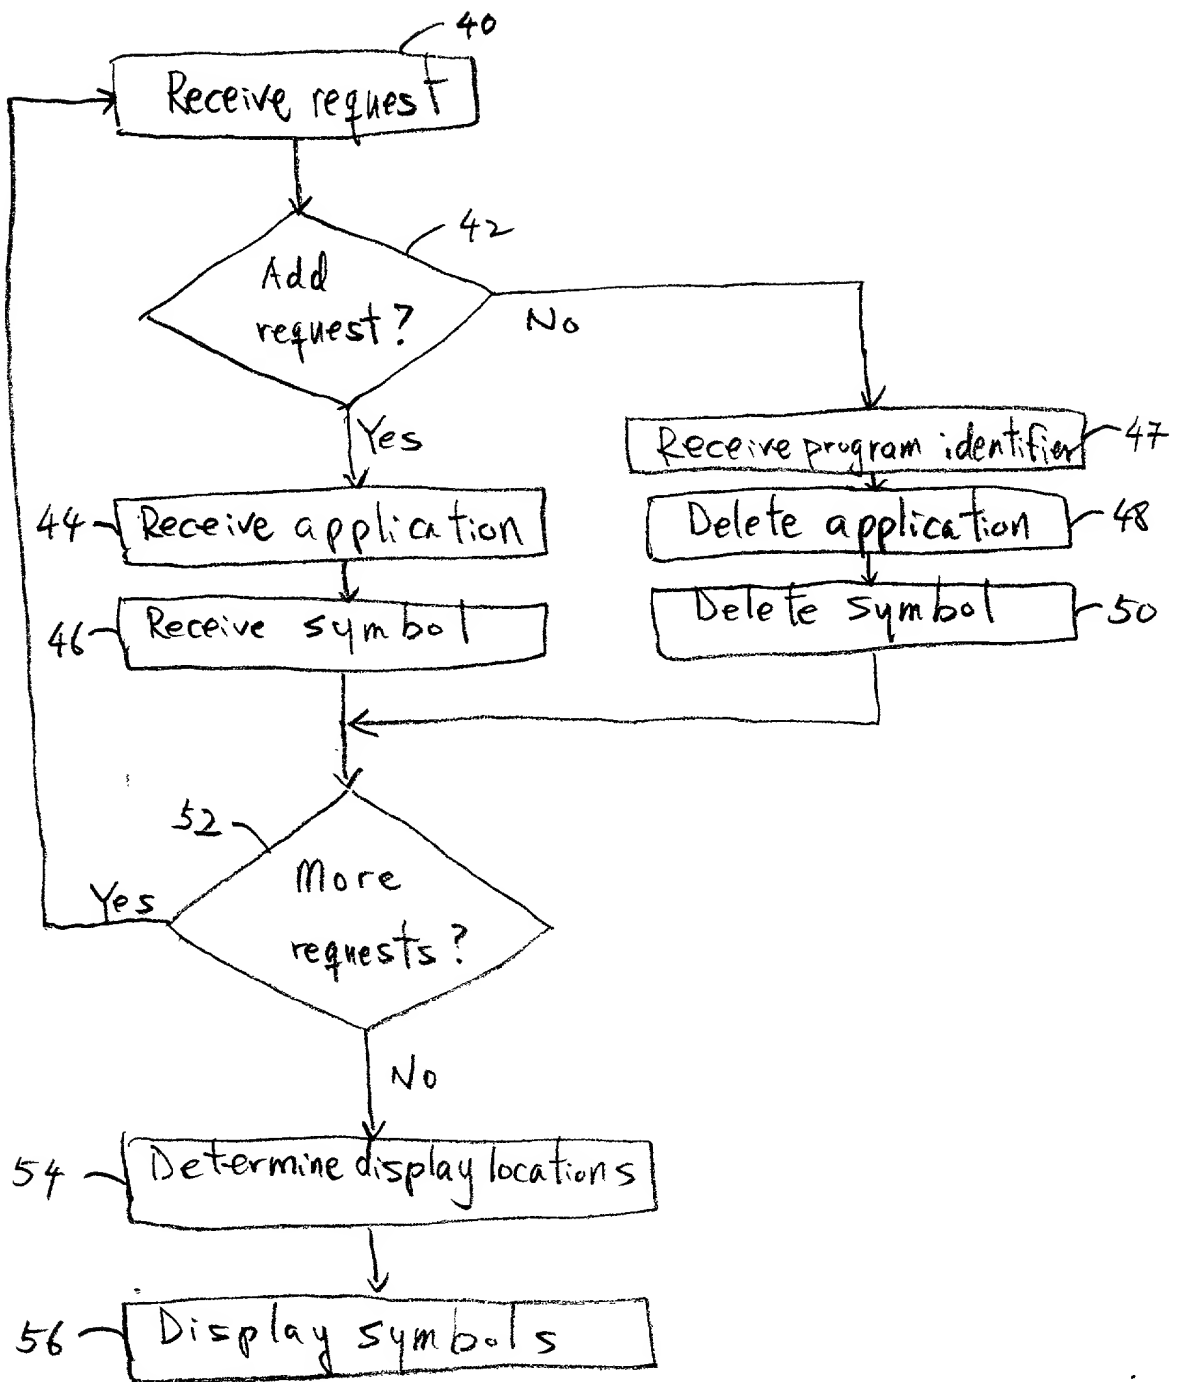 40
Receive request
42
Add
request?
No
Yes
Receive program identifier
47
44
Receive application
Delete application
48
46
Receive symbol
Delete symbol
50
52
More
requests?
Yes
No
54
Determine display locations
56
Display symbols